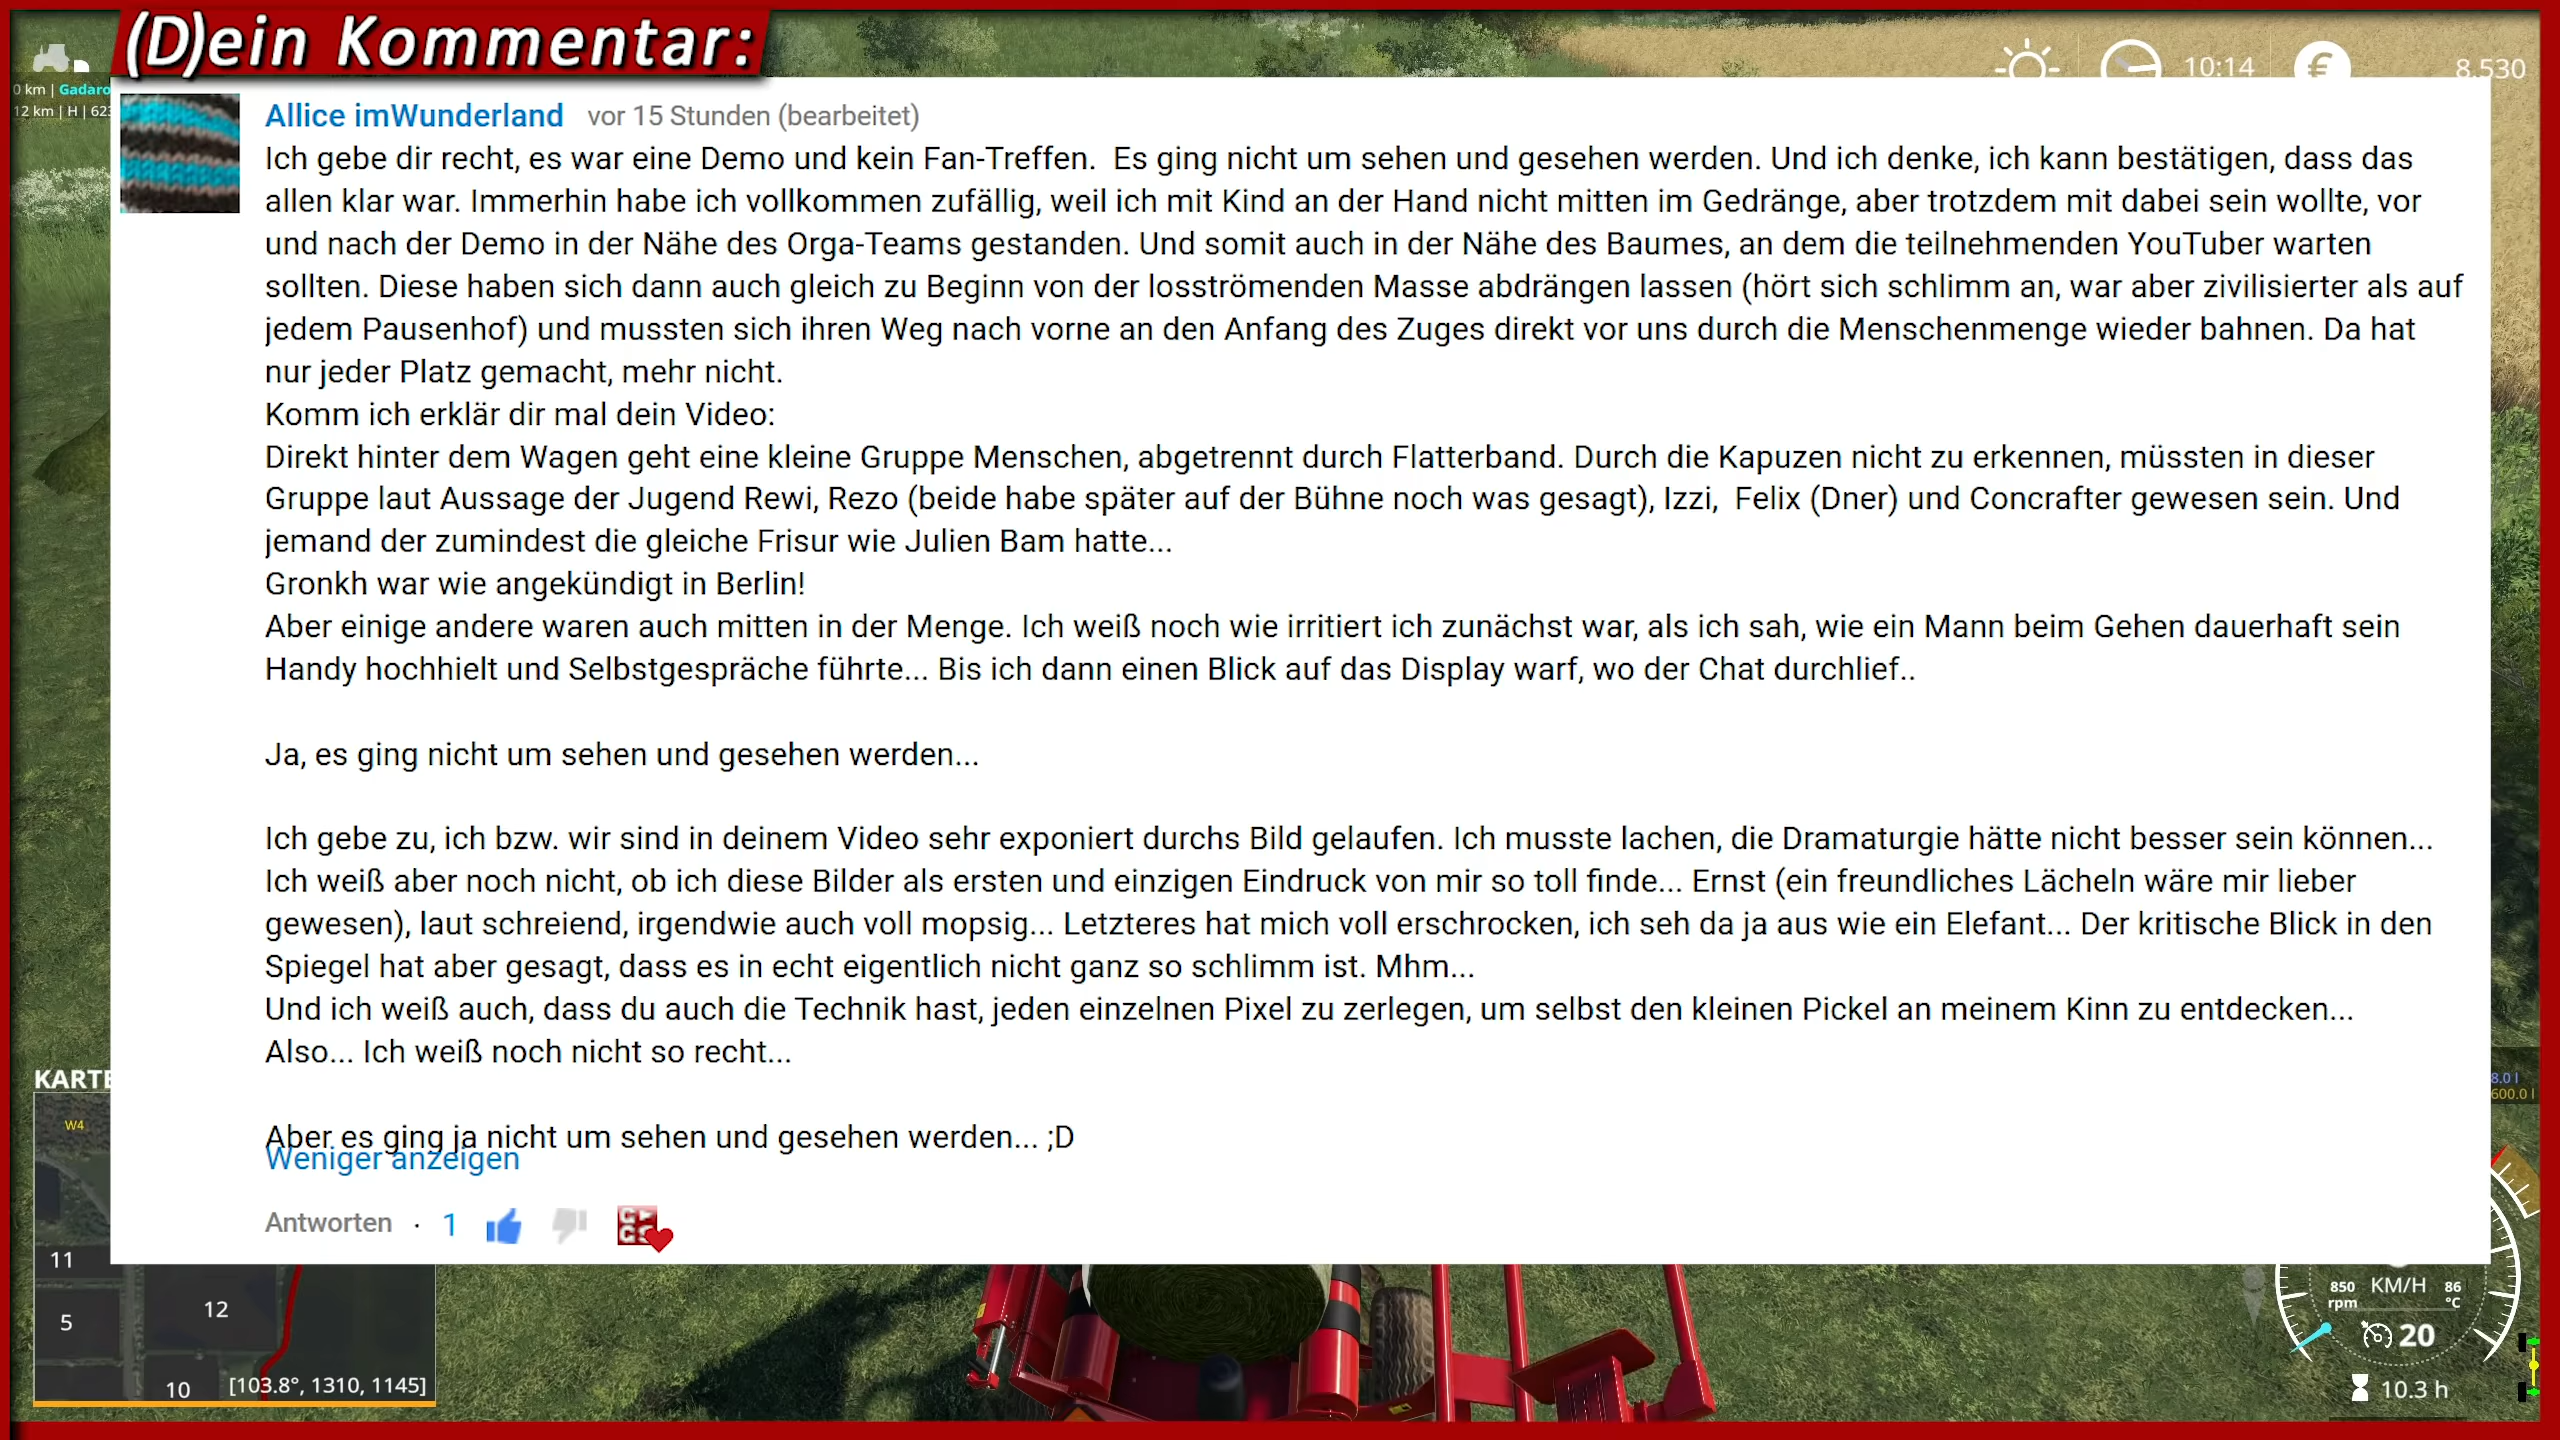 (D)ein Kommentar:
10:14
8.530
0 km | Gadaro
12 km | H | 623
Allice imWunderland vor 15 Stunden (bearbeitet)
Ich gebe dir recht, es war eine Demo und kein Fan-Treffen. Es ging nicht um sehen und gesehen werden. Und ich denke, ich kann bestätigen, dass das
allen klar war. Immerhin habe ich vollkommen zufällig, weil ich mit Kind an der Hand nicht mitten im Gedränge, aber trotzdem mit dabei sein wollte, vor
und nach der Demo in der Nähe des Orga-Teams gestanden. Und somit auch in der Nähe des Baumes, an dem die teilnehmenden YouTuber warten
sollten. Diese haben sich dann auch gleich zu Beginn von der losströmenden Masse abdrängen lassen (hört sich schlimm an, war aber zivilisierter als auf
jedem Pausenhof) und mussten sich ihren Weg nach vorne an den Anfang des Zuges direkt vor uns durch die Menschenmenge wieder bahnen. Da hat
nur jeder Platz gemacht, mehr nicht.
Komm ich erklär dir mal dein Video:
Direkt hinter dem Wagen geht eine kleine Gruppe Menschen, abgetrennt durch Flatterband. Durch die Kapuzen nicht zu erkennen, müssten in dieser
Gruppe laut Aussage der Jugend Rewi, Rezo (beide habe später auf der Bühne noch was gesagt), Izzi, Felix (Dner) und Concrafter gewesen sein. Und
jemand der zumindest die gleiche Frisur wie Julien Bam hatte...
Gronkh war wie angekündigt in Berlin!
Aber einige andere waren auch mitten in der Menge. Ich weiß noch wie irritiert ich zunächst war, als ich sah, wie ein Mann beim Gehen dauerhaft sein
Handy hochhielt und Selbstgespräche führte... Bis ich dann einen Blick auf das Display warf, wo der Chat durchlief..
Ja, es ging nicht um sehen und gesehen werden...
Ich gebe zu, ich bzw. wir sind in deinem Video sehr exponiert durchs Bild gelaufen. Ich musste lachen, die Dramaturgie hätte nicht besser sein können...
Ich weiß aber noch nicht, ob ich diese Bilder als ersten und einzigen Eindruck von mir so toll finde... Ernst (ein freundliches Lächeln wäre mir lieber
gewesen), laut schreiend, irgendwie auch voll mopsig... Letzteres hat mich voll erschrocken, ich seh da ja aus wie ein Elefant... Der kritische Blick in den
Spiegel hat aber gesagt, dass es in echt eigentlich nicht ganz so schlimm ist. Mhm...
Und ich weiß auch, dass du auch die Technik hast, jeden einzelnen Pixel zu zerlegen, um selbst den kleinen Pickel an meinem Kinn zu entdecken...
Also... Ich weiß noch nicht so recht...
Aber es ging ja nicht um sehen und gesehen werden... ;D
Weniger anzeigen
Antworten · 1
KARTE
W4
11
5
12
10
[103.8°, 1310, 1145]
8.0 l
600.0 l
850 KM/H 86
rpm °C
20
10.3 h